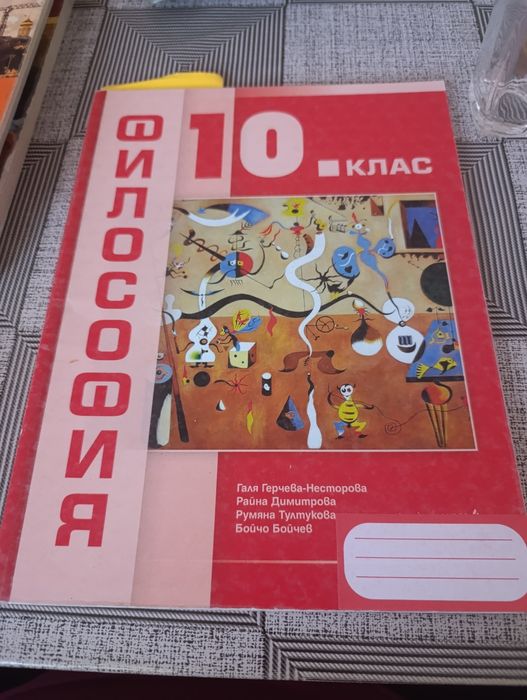 ФИЛОСОФИЯ
10. КЛАС
Галя Герчева-Несторова
Райна Димитрова
Румяна Тултукова
Бойчо Бойчев